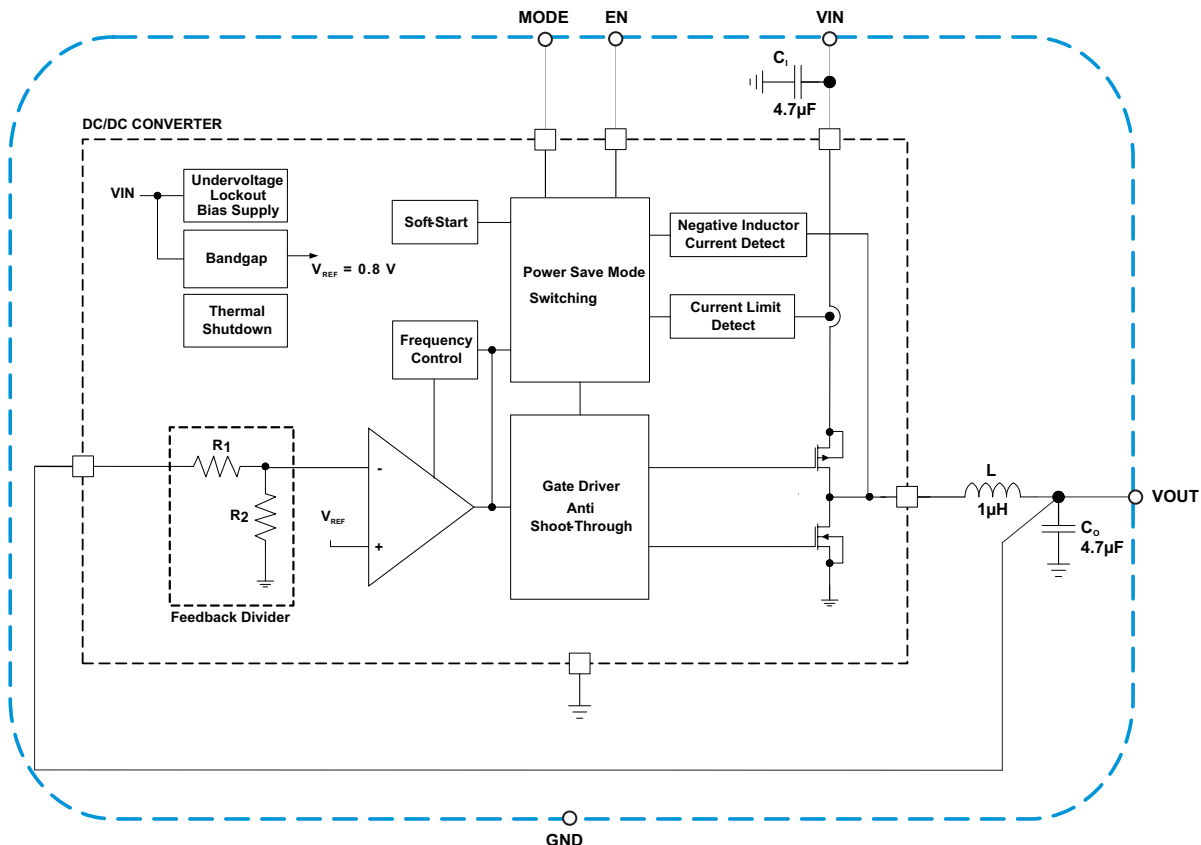 MODE
EN
VIN
CI
4.7µF
DC/DC CONVERTER
VIN
Undervoltage
Lockout
Bias Supply
Bandgap
VREF = 0.8 V
Thermal
Shutdown
Soft-Start
Power Save Mode
Switching
Negative Inductor
Current Detect
Current Limit
Detect
Frequency
Control
R1
R2
Feedback Divider
VREF
-
+
Gate Driver
Anti
Shoot-Through
L
1µH
VOUT
CO
4.7µF
GND